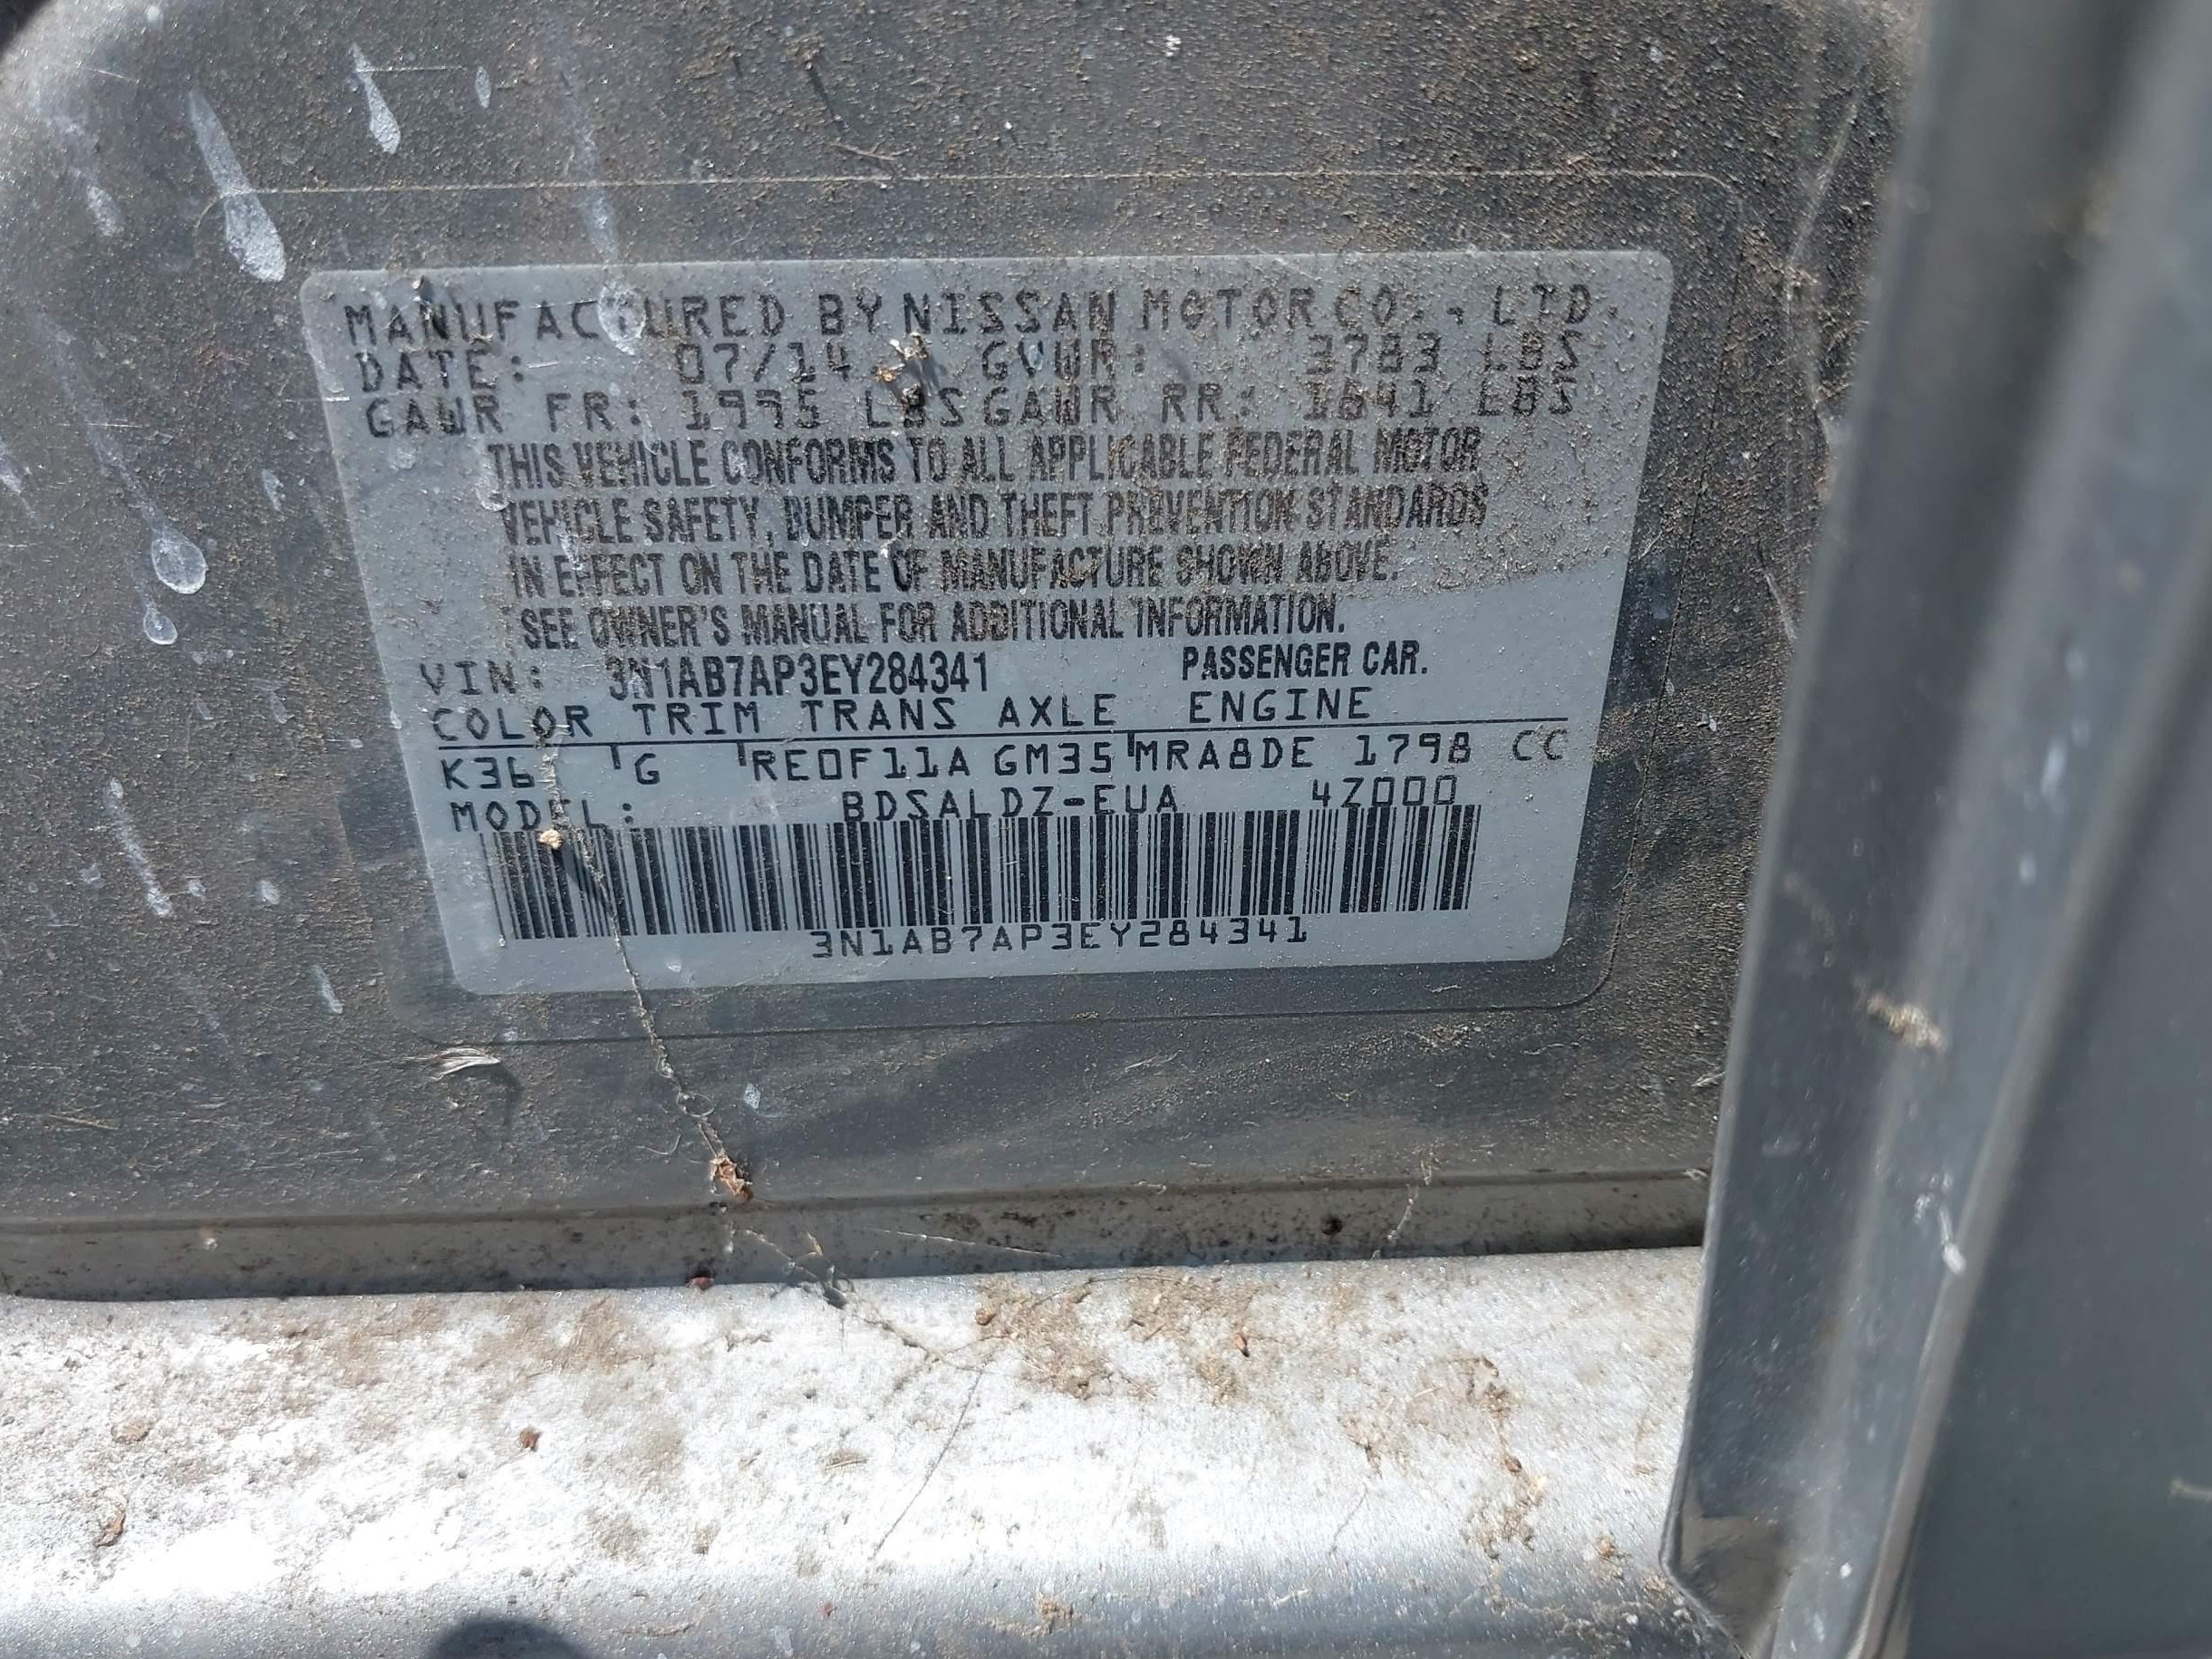 MANUFACTURED BY NISSAN MOTOR CO., LTD.
DATE: 07/14 GVWR: 3783 LBS
GAWR FR: 1995 LBS GAWR RR: 1841 LBS
THIS VEHICLE CONFORMS TO ALL APPLICABLE FEDERAL MOTOR
VEHICLE SAFETY, BUMPER AND THEFT PREVENTION STANDARDS
IN EFFECT ON THE DATE OF MANUFACTURE SHOWN ABOVE.
SEE OWNER'S MANUAL FOR ADDITIONAL INFORMATION.
VIN: 3N1AB7AP3EY284341 PASSENGER CAR.
COLOR TRIM TRANS AXLE ENGINE
K36 G RE0F11A GM35 MRA8DE 1798 CC
MODEL: BDSALDZ-EUA 4Z000
3N1AB7AP3EY284341